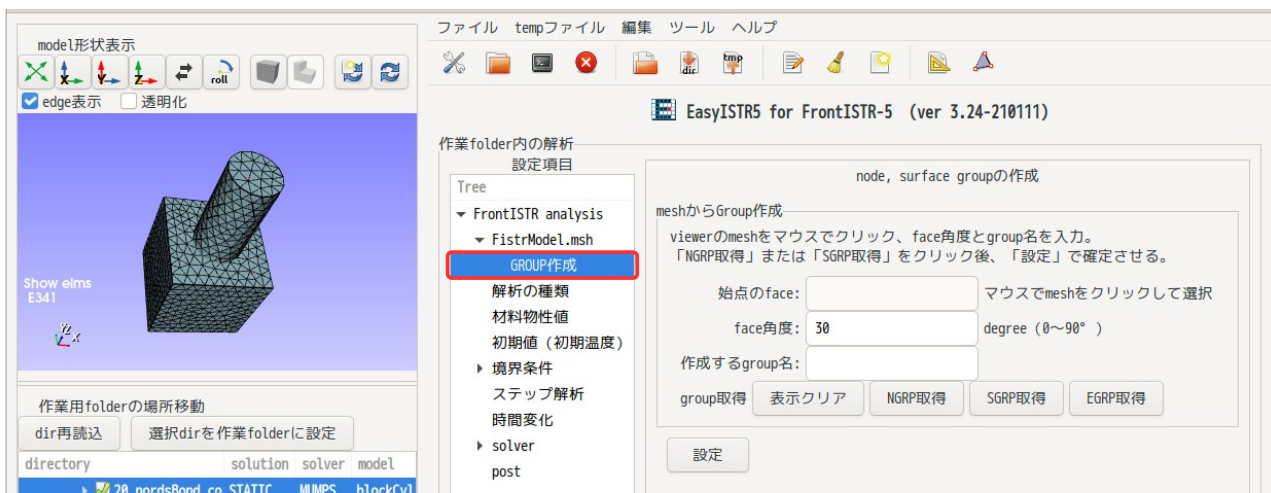 model形状表示
roll
edge表示 透明化
Show elms
E341
作業用folderの場所移動
dir再読込 選択dirを作業folderに設定
directory solution solver model
20_nordsBond_co STATIC MUMPS blockCyl
ファイル tempファイル 編集 ツール ヘルプ
dir tmp
EasyISTR5 for FrontISTR-5 (ver 3.24-210111)
作業folder内の解析
設定項目
Tree
FrontISTR analysis
FistrModel.msh
GROUP作成
解析の種類
材料物性値
初期値 (初期温度)
境界条件
ステップ解析
時間変化
solver
post
node, surface groupの作成
meshからGroup作成
viewerのmeshをマウスでクリック、face角度とgroup名を入力。
「NGRP取得」または「SGRP取得」をクリック後、「設定」で確定させる。
始点のface: マウスでmeshをクリックして選択
face角度: 30 degree (0～90° )
作成するgroup名:
group取得 表示クリア NGRP取得 SGRP取得 EGRP取得
設定